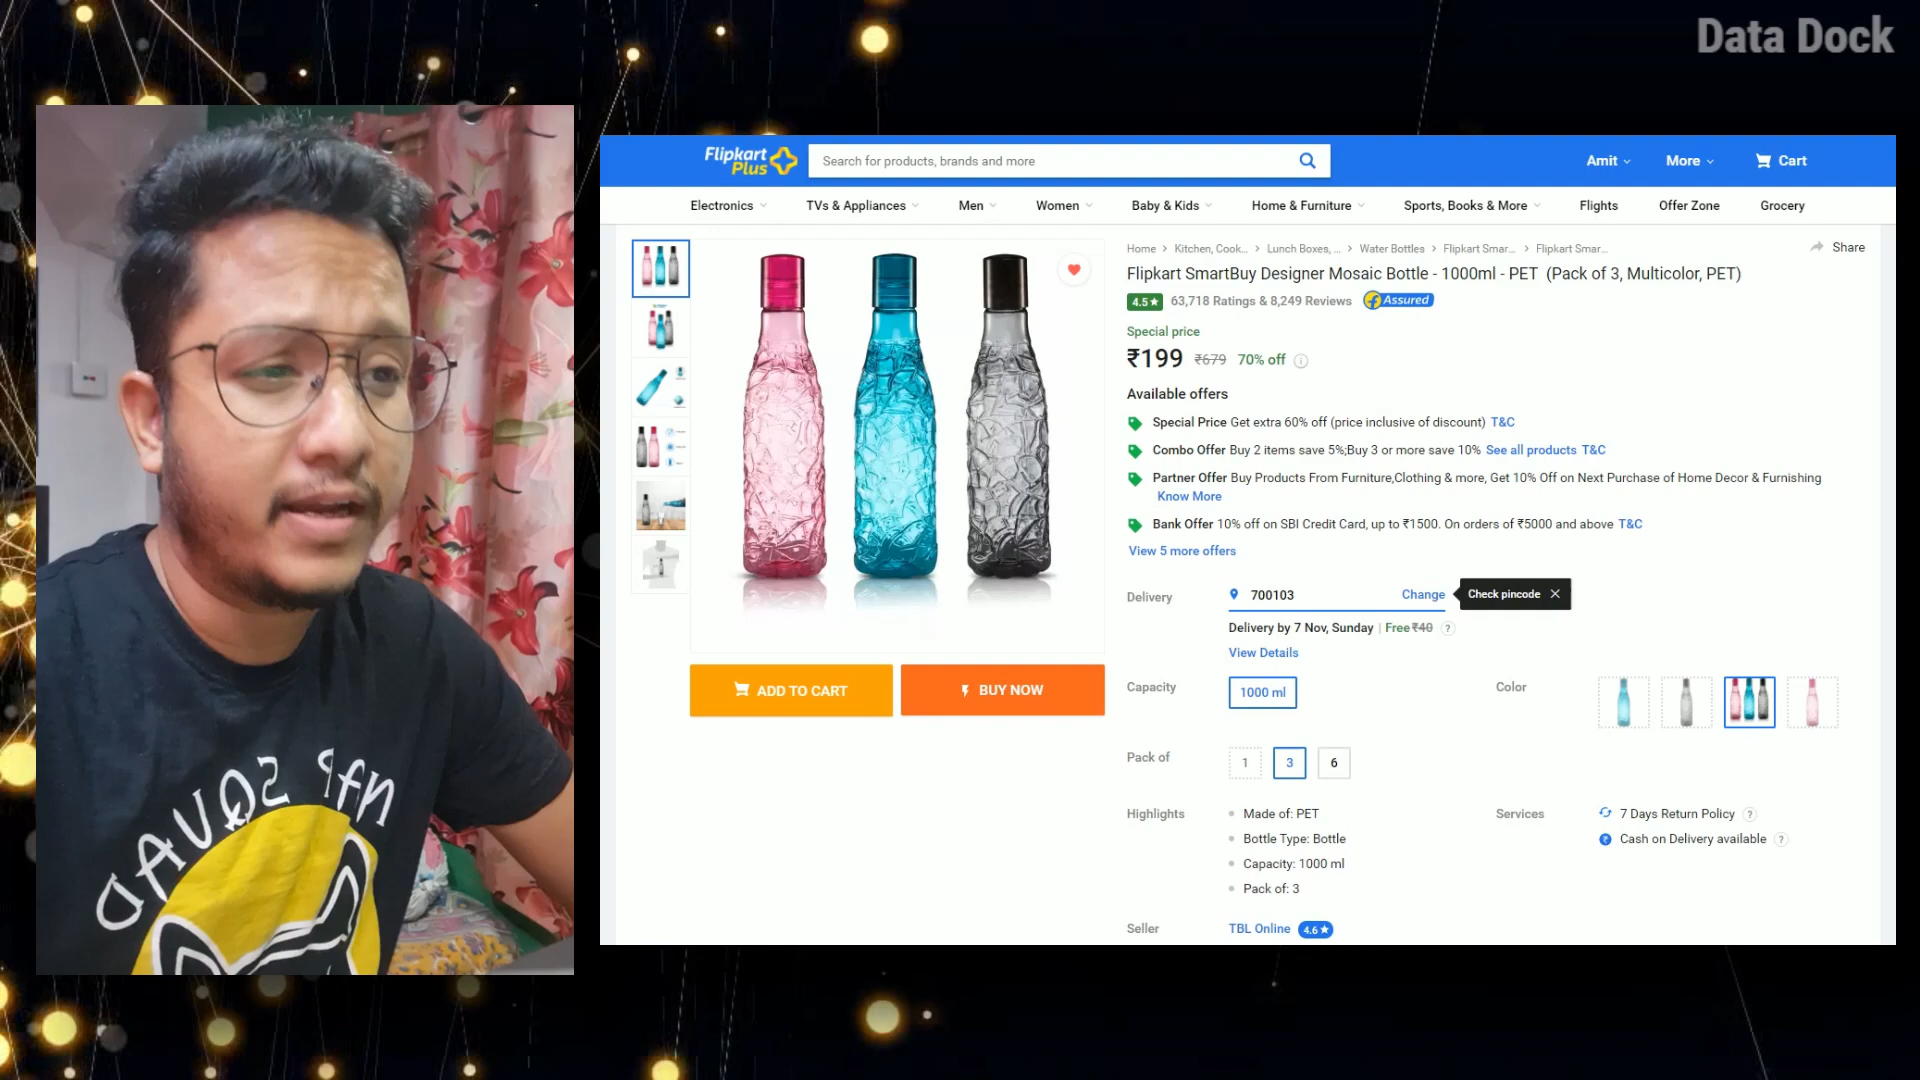 Data Dock
Flipkart
Plus
Search for products, brands and more
Amit
More
Cart
Electronics
TVs & Appliances
Men
Women
Baby & Kids
Home & Furniture
Sports, Books & More
Flights
Offer Zone
Grocery
Home
Kitchen, Cook...
Lunch Boxes, ...
Water Bottles
Flipkart Smar...
Flipkart Smar...
Share
Flipkart SmartBuy Designer Mosaic Bottle - 1000ml - PET (Pack of 3, Multicolor, PET)
4.5★ 63,718 Ratings & 8,249 Reviews Assured
Special price
₹199 ₹679 70% off
Available offers
Special Price Get extra 60% off (price inclusive of discount) T&C
Combo Offer Buy 2 items save 5%;Buy 3 or more save 10% See all products T&C
Partner Offer Buy Products From Furniture,Clothing & more, Get 10% Off on Next Purchase of Home Decor & Furnishing
Know More
Bank Offer 10% off on SBI Credit Card, up to ₹1500. On orders of ₹5000 and above T&C
View 5 more offers
Delivery
700103
Change
Check pincode
Delivery by 7 Nov, Sunday | Free ₹40 ?
View Details
ADD TO CART
BUY NOW
Capacity
1000 ml
Color
Pack of
1
3
6
Highlights
Made of: PET
Bottle Type: Bottle
Capacity: 1000 ml
Pack of: 3
Services
7 Days Return Policy ?
Cash on Delivery available ?
Seller
TBL Online 4.6★
DAVQS SQUAD